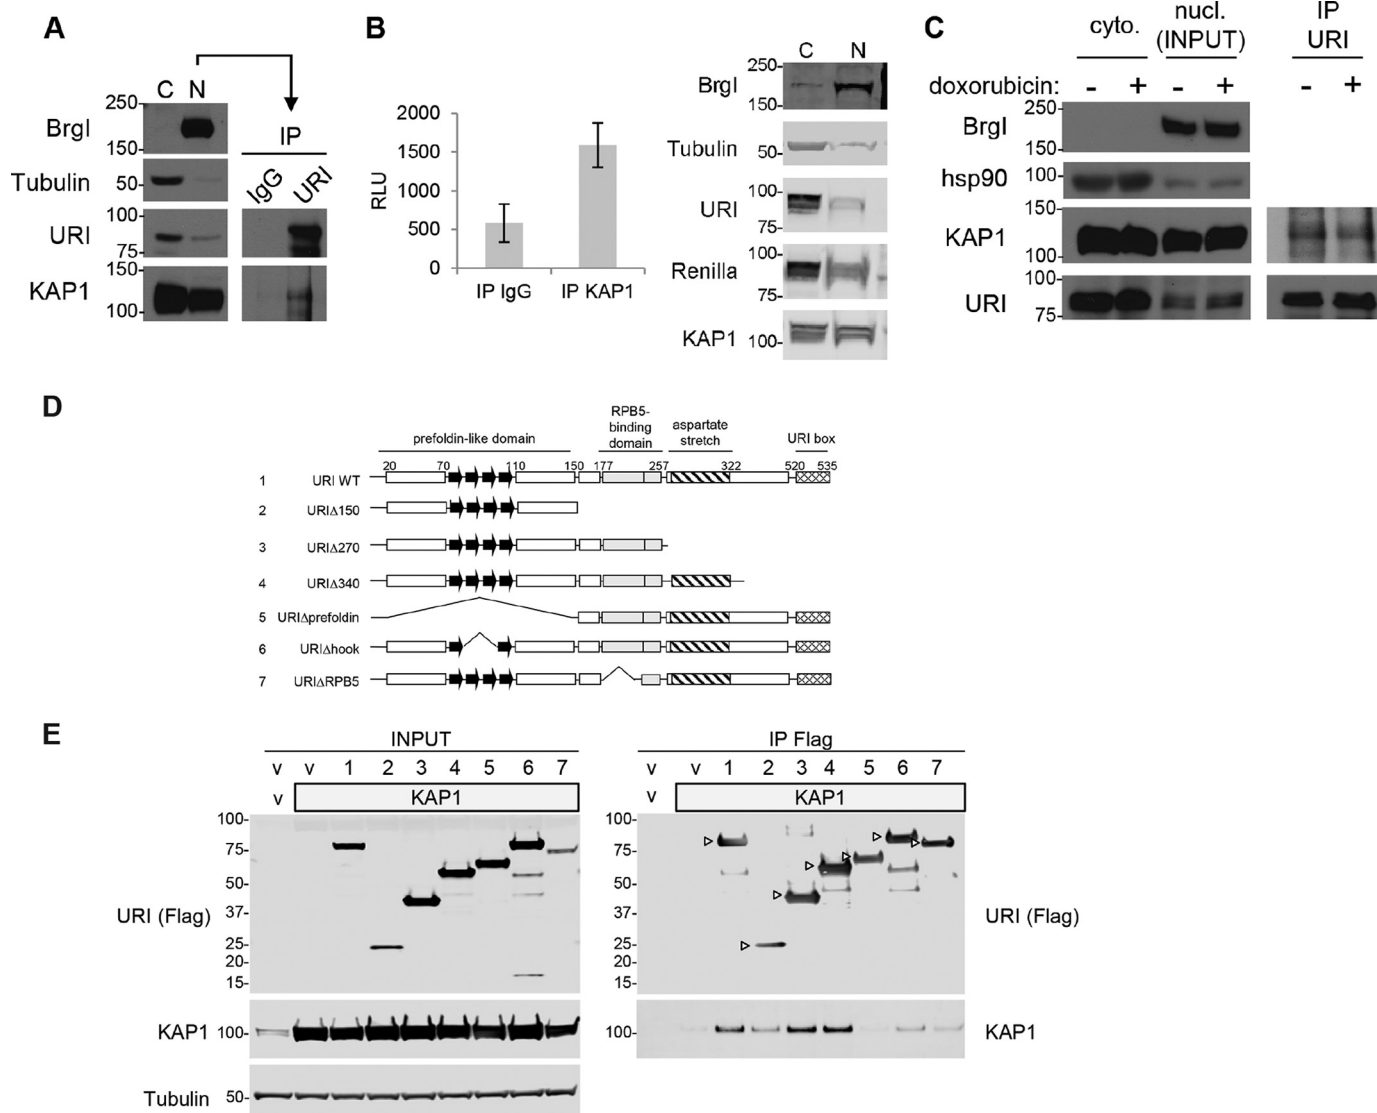 A
C N
250-
BrgI
150-
Tubulin 50-
100-
URI
75-
150-
KAP1
100-
IP
IgG URI
B
2000
1500
1000
500
0
RLU
IP IgG IP KAP1
C N
250-
BrgI
150-
Tubulin 50-
100-
URI
75-
100-
Renilla
75-
KAP1 100-
C
cyto. nucl. (INPUT) IP URI
doxorubicin: - + - + - +
250-
BrgI
150-
hsp90 100-
150-
KAP1
100-
100-
URI
75-
D
prefoldin-like domain RPB5-binding domain aspartate stretch URI box
20 70 110 150 177 257 322 520 535
1 URI WT
2 URIΔ150
3 URIΔ270
4 URIΔ340
5 URIΔprefoldin
6 URIΔhook
7 URIΔRPB5
E
INPUT
v v 1 2 3 4 5 6 7
v KAP1
100-
75-
50-
37-
25-
20-
15-
URI (Flag)
KAP1 100-
Tubulin 50-
IP Flag
v v 1 2 3 4 5 6 7
v KAP1
100-
75-
50-
37-
25-
20-
15-
URI (Flag)
100- KAP1